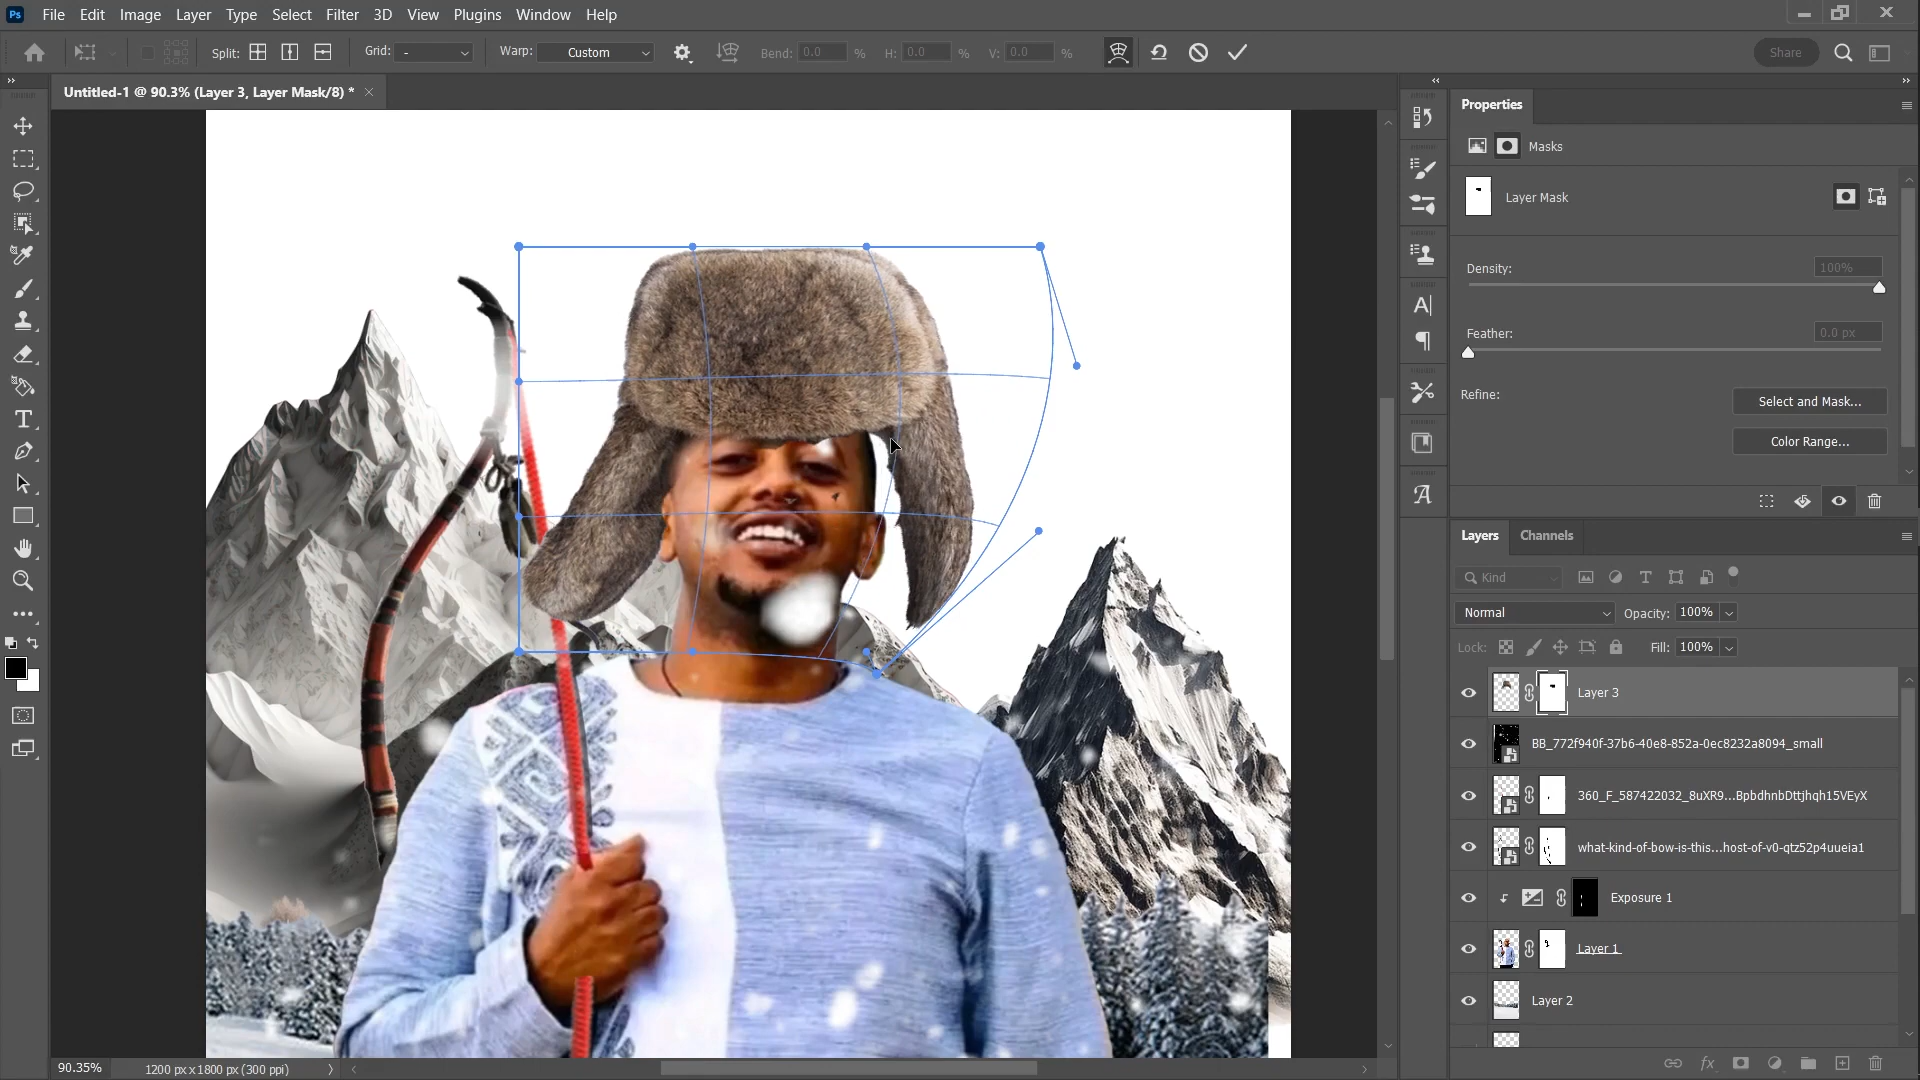 Ps File Edit Image Layer Type Select Filter 3D View Plugins Window Help
Split: Grid: - Warp: Custom Bend: 0.0 % H: 0.0 % V: 0.0 % Share
Untitled-1 @ 90.3% (Layer 3, Layer Mask/8) *
Properties
Masks
Layer Mask
Density: 100%
Feather: 0.0 px
Refine:
Select and Mask...
Color Range...
Layers Channels
Kind
Normal Opacity: 100%
Lock: Fill: 100%
Layer 3
BB_772f940f-37b6-40e8-852a-0ec8232a8094_small
360_F_587422032_8uXR9...BpbdhnbDttjhqh15VEyX
what-kind-of-bow-is-this...host-of-v0-qtz52p4uueia1
Exposure 1
Layer 1
Layer 2
90.35% 1200 px x 1800 px (300 ppi)